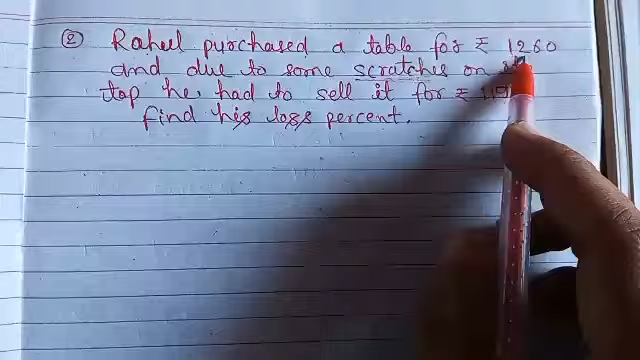 ② Rahul purchased a table for ₹ 1260
and due to some scratches on
top he had to sell it for ₹
find his loss percent.